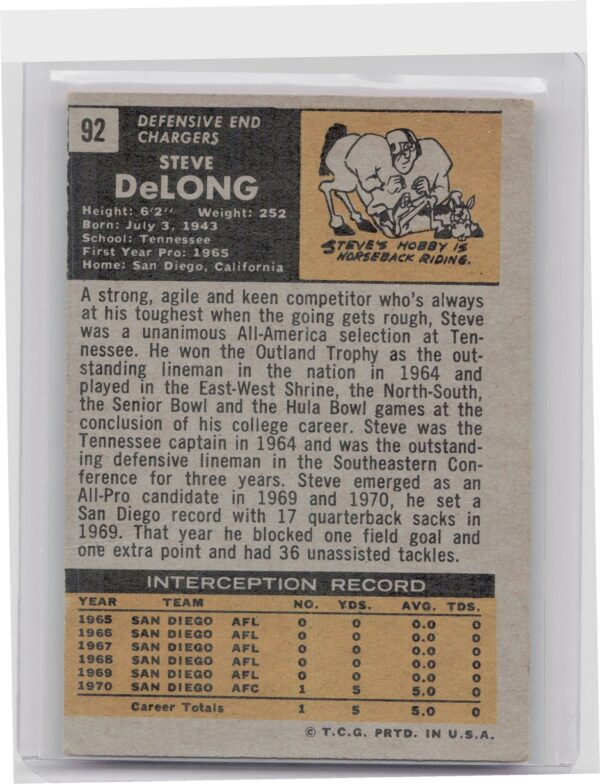 92
DEFENSIVE END
CHARGERS
STEVE
DeLONG
Height: 6'2" Weight: 252
Born: July 3, 1943
School: Tennessee
First Year Pro: 1965
Home: San Diego, California
STEVE'S HOBBY IS
HORSEBACK RIDING.
A strong, agile and keen competitor who's always
at his toughest when the going gets rough, Steve
was a unanimous All-America selection at Ten-
nessee. He won the Outland Trophy as the out-
standing lineman in the nation in 1964 and
played in the East-West Shrine, the North-South,
the Senior Bowl and the Hula Bowl games at the
conclusion of his college career. Steve was the
Tennessee captain in 1964 and was the outstand-
ing defensive lineman in the Southeastern Con-
ference for three years. Steve emerged as an
All-Pro candidate in 1969 and 1970, he set a
San Diego record with 17 quarterback sacks in
1969. That year he blocked one field goal and
one extra point and had 36 unassisted tackles.
INTERCEPTION RECORD
YEAR TEAM NO. YDS. AVG. TDS.
1965 SAN DIEGO AFL 0 0 0.0 0
1966 SAN DIEGO AFL 0 0 0.0 0
1967 SAN DIEGO AFL 0 0 0.0 0
1968 SAN DIEGO AFL 0 0 0.0 0
1969 SAN DIEGO AFL 0 0 0.0 0
1970 SAN DIEGO AFC 1 5 5.0 0
Career Totals 1 5 5.0 0
© T.C.G. PRTD. IN U.S.A.